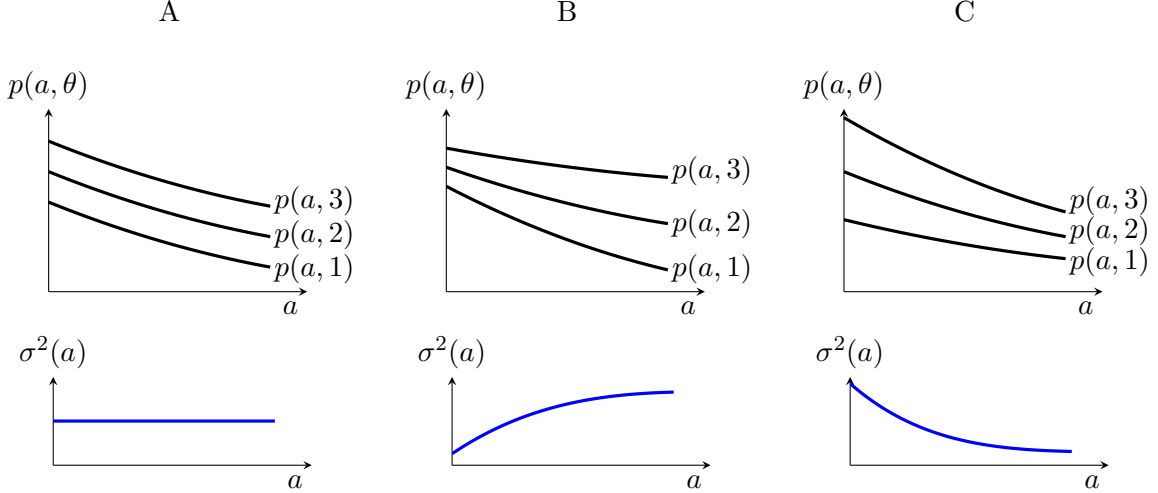 A
B
C
p(a, θ)
p(a, θ)
p(a, θ)
p(a, 3)
p(a, 2)
p(a, 1)
a
p(a, 3)
p(a, 2)
p(a, 1)
a
p(a, 3)
p(a, 2)
p(a, 1)
a
σ²(a)
a
σ²(a)
a
σ²(a)
a